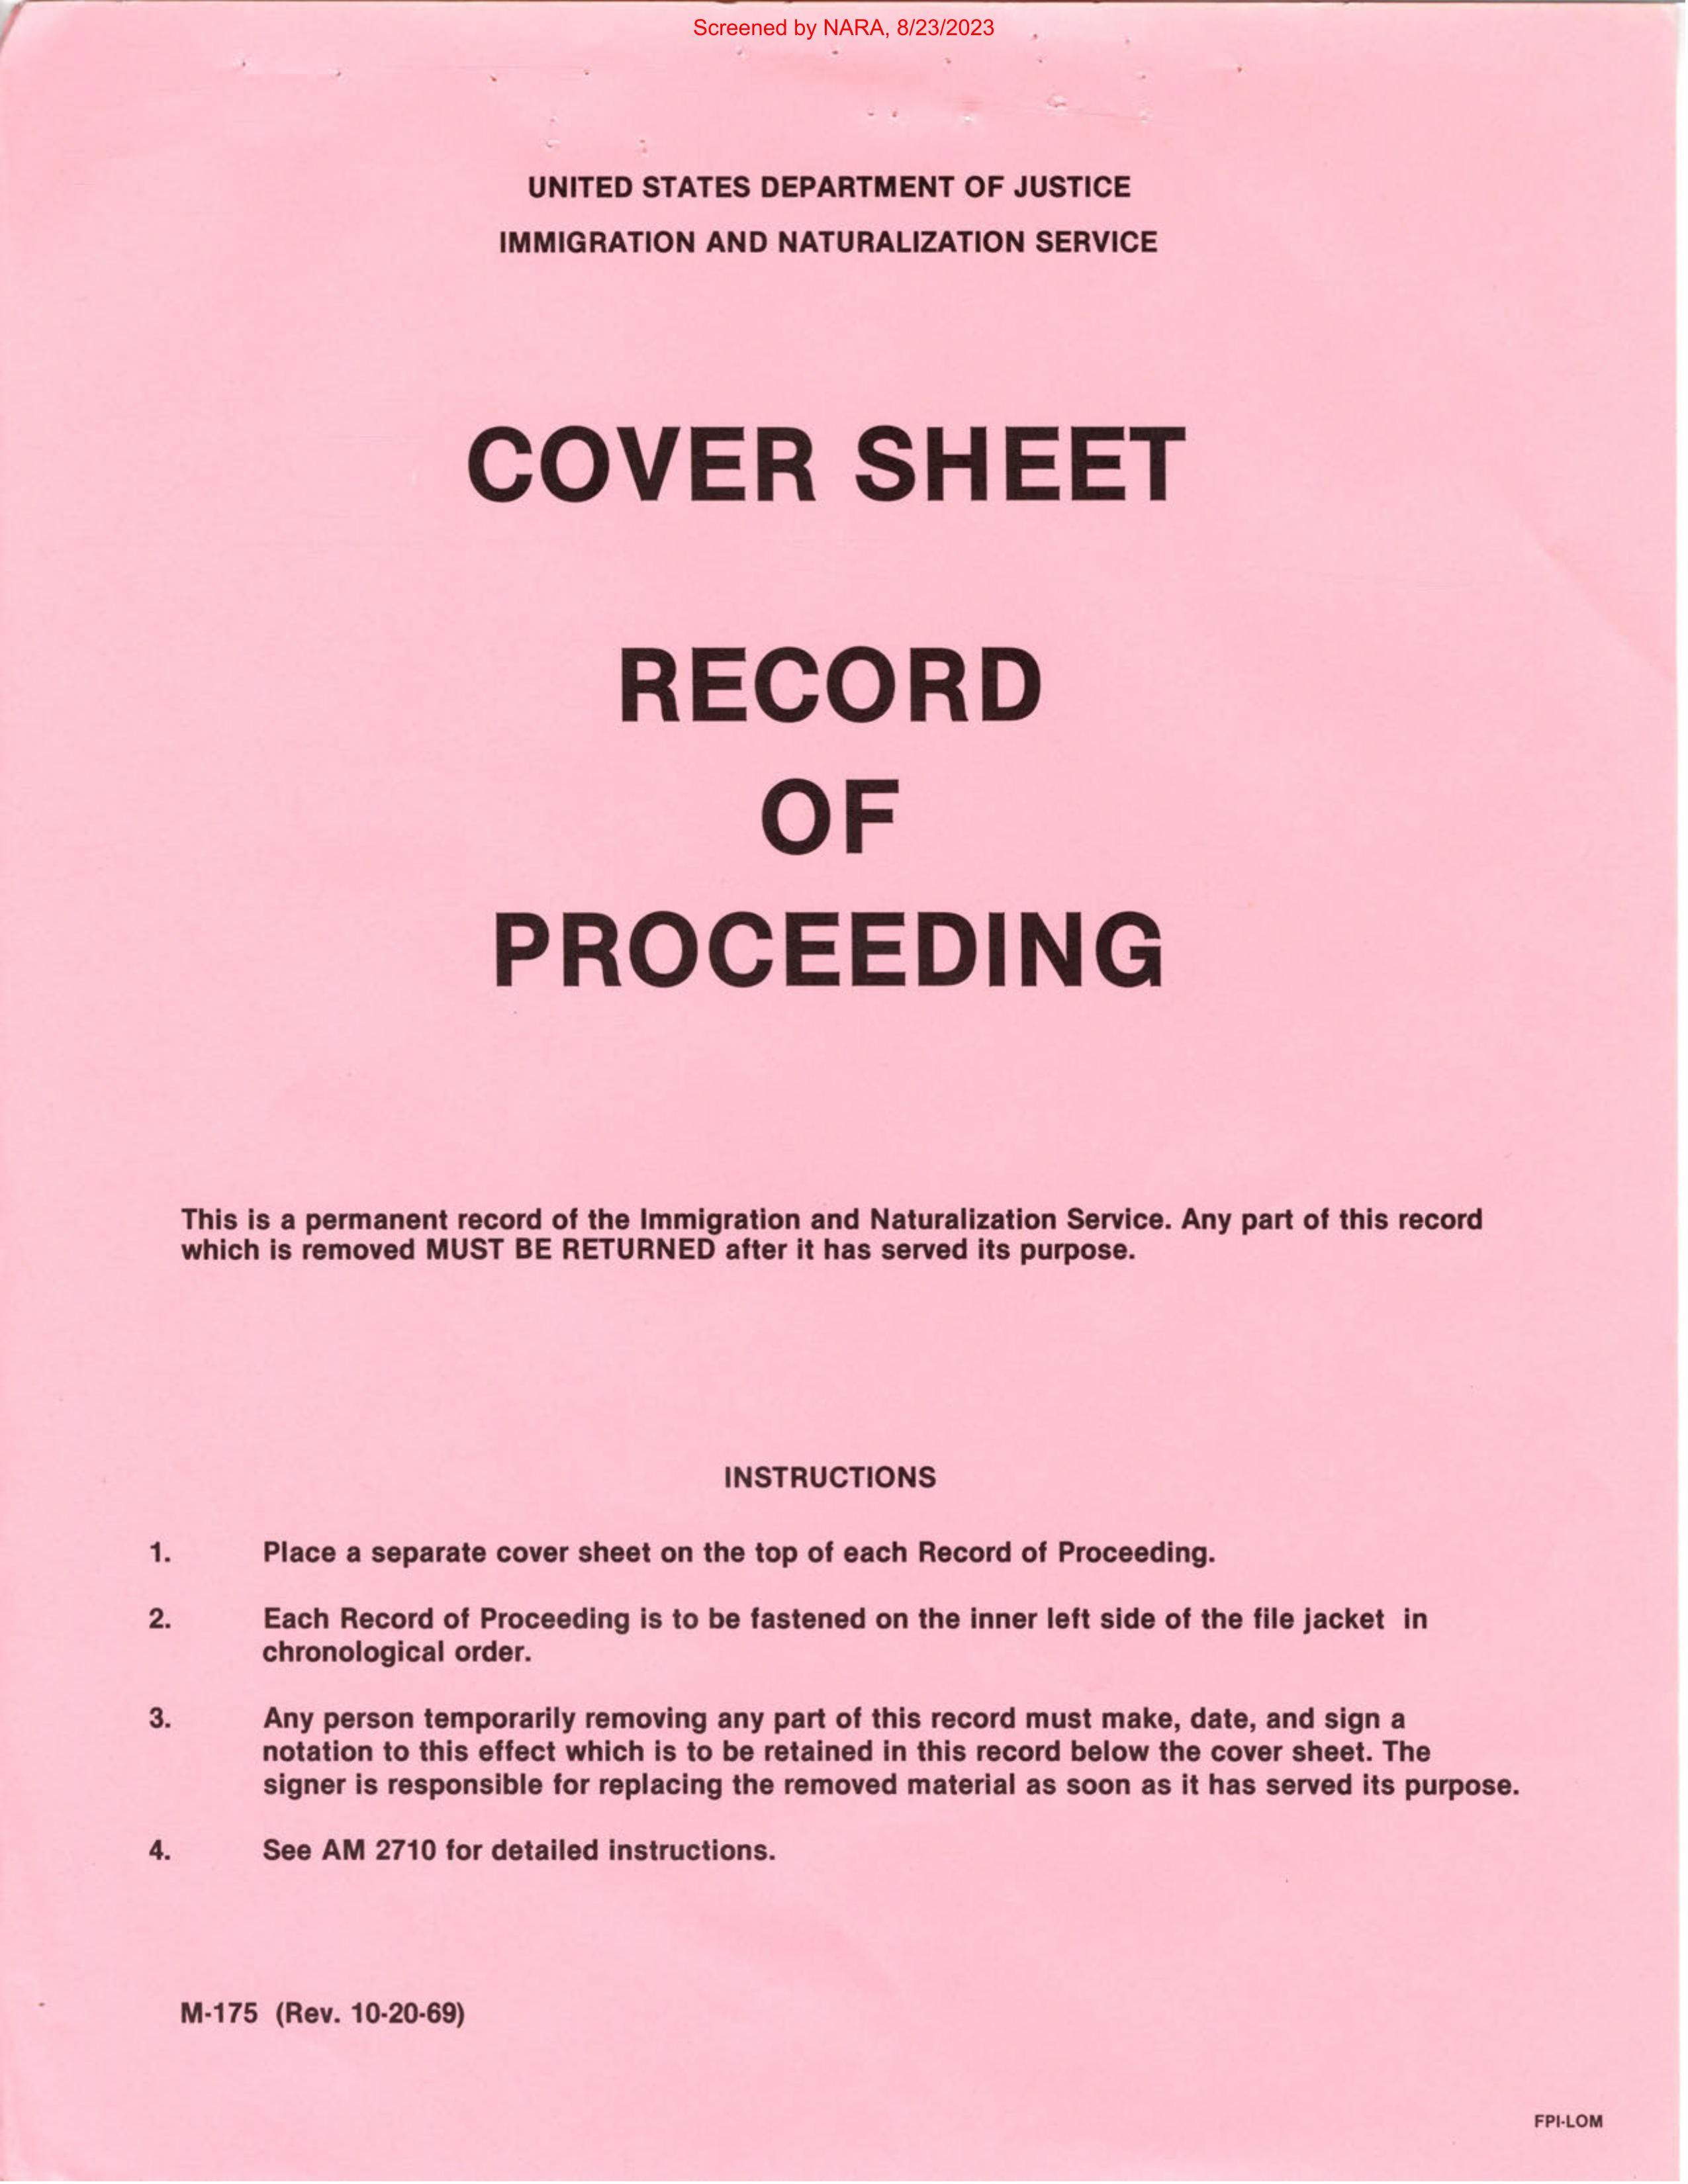 Screened by NARA, 8/23/2023
UNITED STATES DEPARTMENT OF JUSTICE
IMMIGRATION AND NATURALIZATION SERVICE
COVER SHEET
RECORD
OF
PROCEEDING
This is a permanent record of the Immigration and Naturalization Service. Any part of this record
which is removed MUST BE RETURNED after it has served its purpose.
INSTRUCTIONS
1. Place a separate cover sheet on the top of each Record of Proceeding.
2. Each Record of Proceeding is to be fastened on the inner left side of the file jacket in
chronological order.
3. Any person temporarily removing any part of this record must make, date, and sign a
notation to this effect which is to be retained in this record below the cover sheet. The
signer is responsible for replacing the removed material as soon as it has served its purpose.
4. See AM 2710 for detailed instructions.
M-175 (Rev. 10-20-69)
FPI-LOM